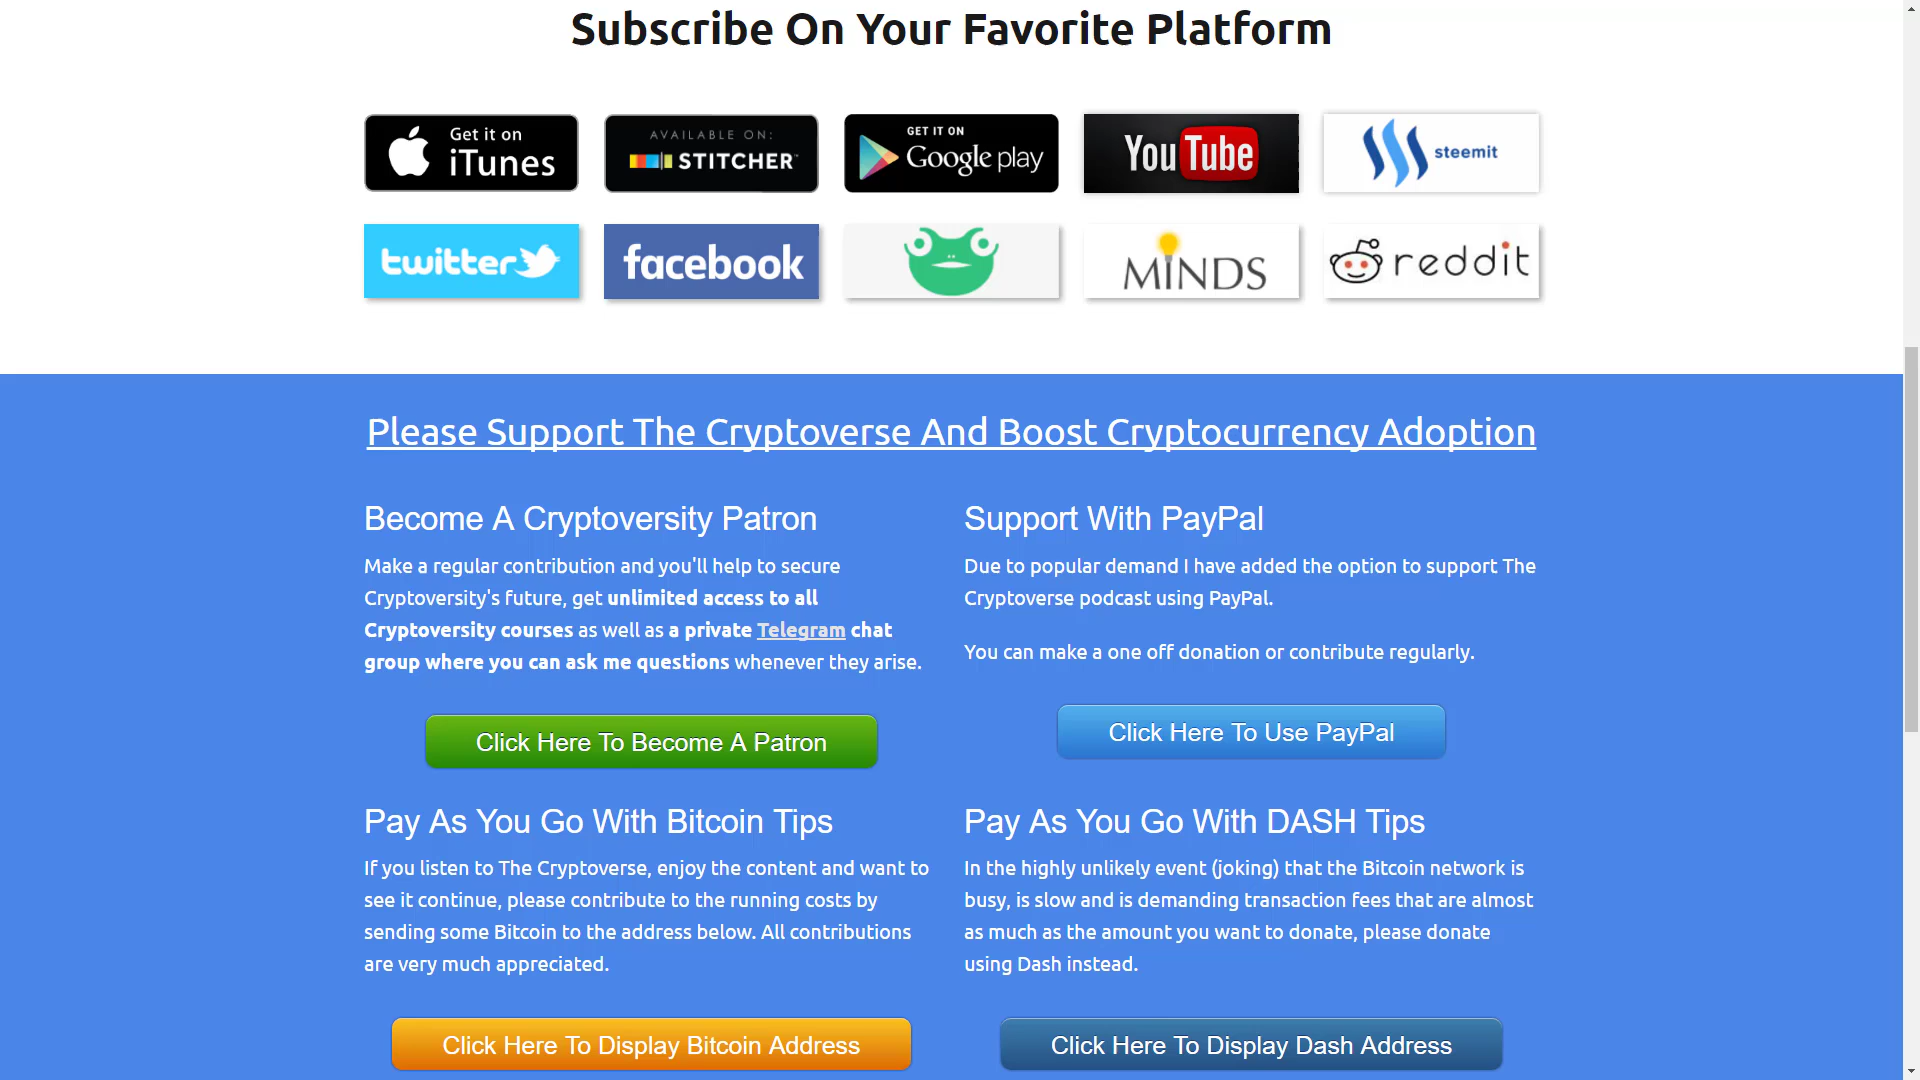 Subscribe On Your Favorite Platform
Get it on
iTunes
AVAILABLE ON:
STITCHER
GET IT ON
Google play
YouTube
steemit
twitter
facebook
MINDS
reddit
Please Support The Cryptoverse And Boost Cryptocurrency Adoption
Become A Cryptoversity Patron
Make a regular contribution and you'll help to secure
Cryptoversity's future, get unlimited access to all
Cryptoversity courses as well as a private Telegram chat
group where you can ask me questions whenever they arise.
Click Here To Become A Patron
Support With PayPal
Due to popular demand I have added the option to support The
Cryptoverse podcast using PayPal.
You can make a one off donation or contribute regularly.
Click Here To Use PayPal
Pay As You Go With Bitcoin Tips
If you listen to The Cryptoverse, enjoy the content and want to
see it continue, please contribute to the running costs by
sending some Bitcoin to the address below. All contributions
are very much appreciated.
Click Here To Display Bitcoin Address
Pay As You Go With DASH Tips
In the highly unlikely event (joking) that the Bitcoin network is
busy, is slow and is demanding transaction fees that are almost
as much as the amount you want to donate, please donate
using Dash instead.
Click Here To Display Dash Address